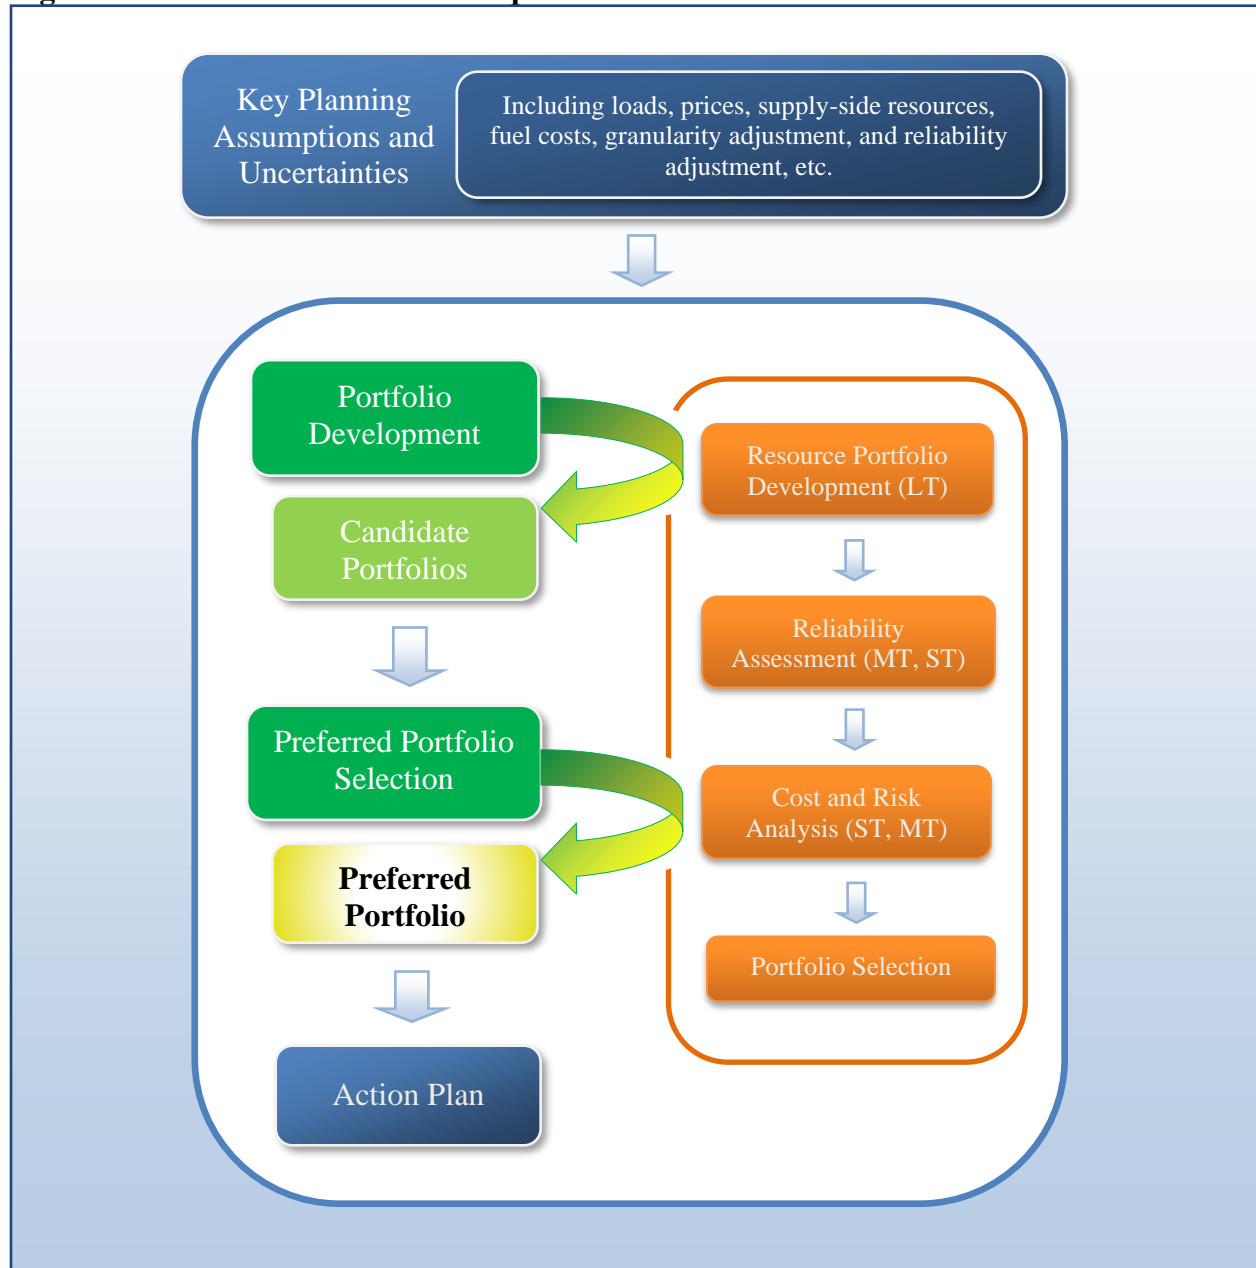 Key Planning
Assumptions and
Uncertainties
Including loads, prices, supply-side resources,
fuel costs, granularity adjustment, and reliability
adjustment, etc.
Portfolio
Development
Candidate
Portfolios
Preferred Portfolio
Selection
Preferred
Portfolio
Action Plan
Resource Portfolio
Development (LT)
Reliability
Assessment (MT, ST)
Cost and Risk
Analysis (ST, MT)
Portfolio Selection